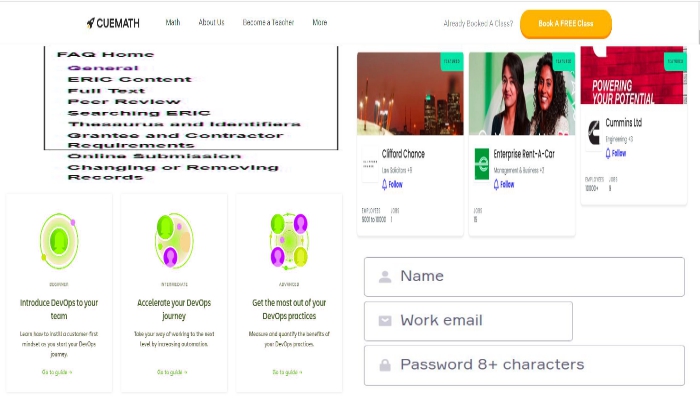 CUEMATH
Math
About Us
Become a Teacher
More
Already Booked A Class?
Book A FREE Class
FAQ Home
General
ERIC Content
Full Text
Peer Review
Searching ERIC
Thesaurus and Identifiers
Grantee and Contractor
Requirements
Online Submission
Changing or Removing
Records
FEATURED
Clifford Chance
Law Solicitors +8
Follow
EMPLOYEES JOBS
5001 to 10000 1
FEATURED
Enterprise Rent-A-Car
Management & Business +3
Follow
JOBS
15
POWERING
YOUR POTENTIAL
FEATURED
Cummins Ltd
Engineering +3
Follow
EMPLOYEES JOBS
10000+ 8
BEGINNER
Introduce DevOps to your
team
Learn how to instill a customer-first
mindset as you start your DevOps
journey.
Go to guide →
INTERMEDIATE
Accelerate your DevOps
journey
Take your way of working to the next
level by increasing automation.
Go to guide →
ADVANCED
Get the most out of your
DevOps practices
Measure and quantify the benefits of
your DevOps practices.
Go to guide →
Name
Work email
Password 8+ characters